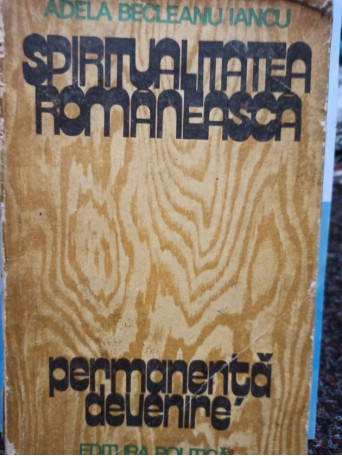 ADELA BECLEANU IANCU
SPIRITUALITATEA
ROMÂNEASCĂ
permanență
devenire
EDITURA POLITICĂ